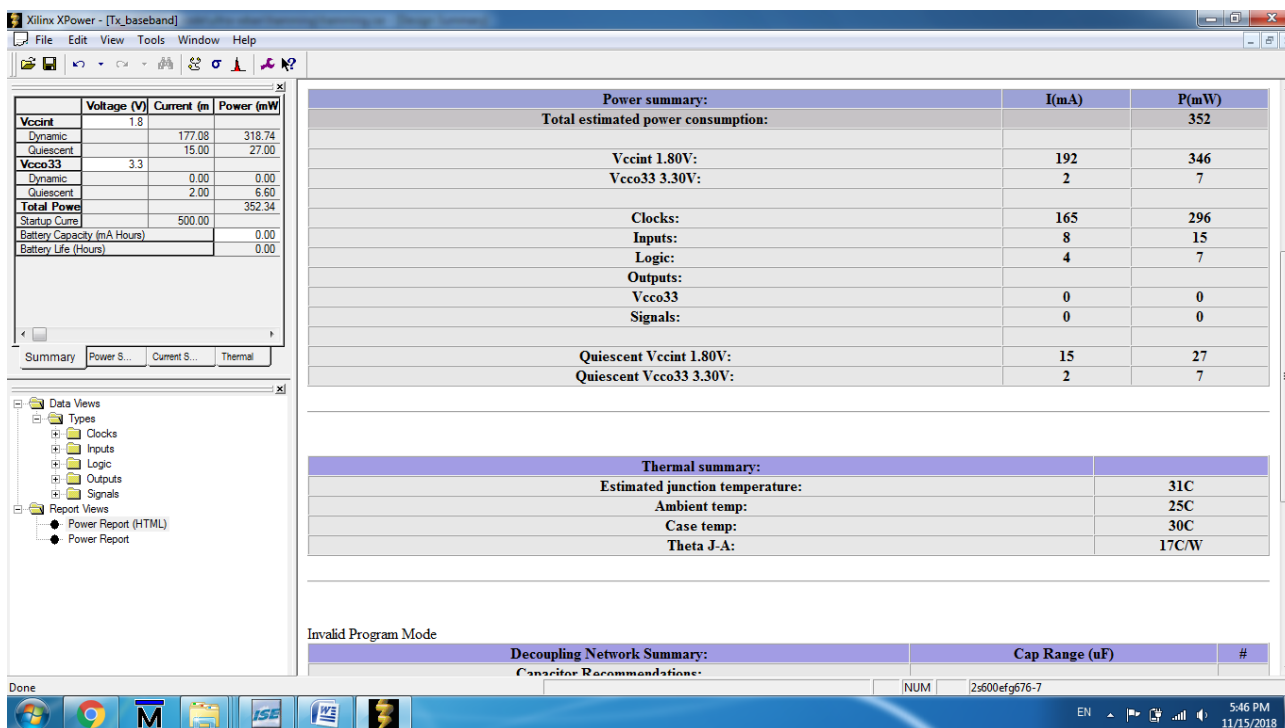 Xilinx XPower - [Tx_baseband]
File Edit View Tools Window Help
Voltage (V) Current (m Power (mW
Vccint 1.8
Dynamic 177.08 318.74
Quiescent 15.00 27.00
Vcco33 3.3
Dynamic 0.00 0.00
Quiescent 2.00 6.60
Total Powe 352.34
Startup Curre 500.00
Battery Capacity (mA Hours) 0.00
Battery Life (Hours) 0.00
Summary Power S... Current S... Thermal
Data Views
Types
Clocks
Inputs
Logic
Outputs
Signals
Report Views
Power Report (HTML)
Power Report
Power summary: I(mA) P(mW)
Total estimated power consumption: 352
Vccint 1.80V: 192 346
Vcco33 3.30V: 2 7
Clocks: 165 296
Inputs: 8 15
Logic: 4 7
Outputs:
Vcco33 0 0
Signals: 0 0
Quiescent Vccint 1.80V: 15 27
Quiescent Vcco33 3.30V: 2 7
Thermal summary:
Estimated junction temperature: 31C
Ambient temp: 25C
Case temp: 30C
Theta J-A: 17C/W
Invalid Program Mode
Decoupling Network Summary: Cap Range (uF) #
Capacitor Recommendations:
Done NUM 2s600efg676-7
ISE EN 5:46 PM
11/15/2018